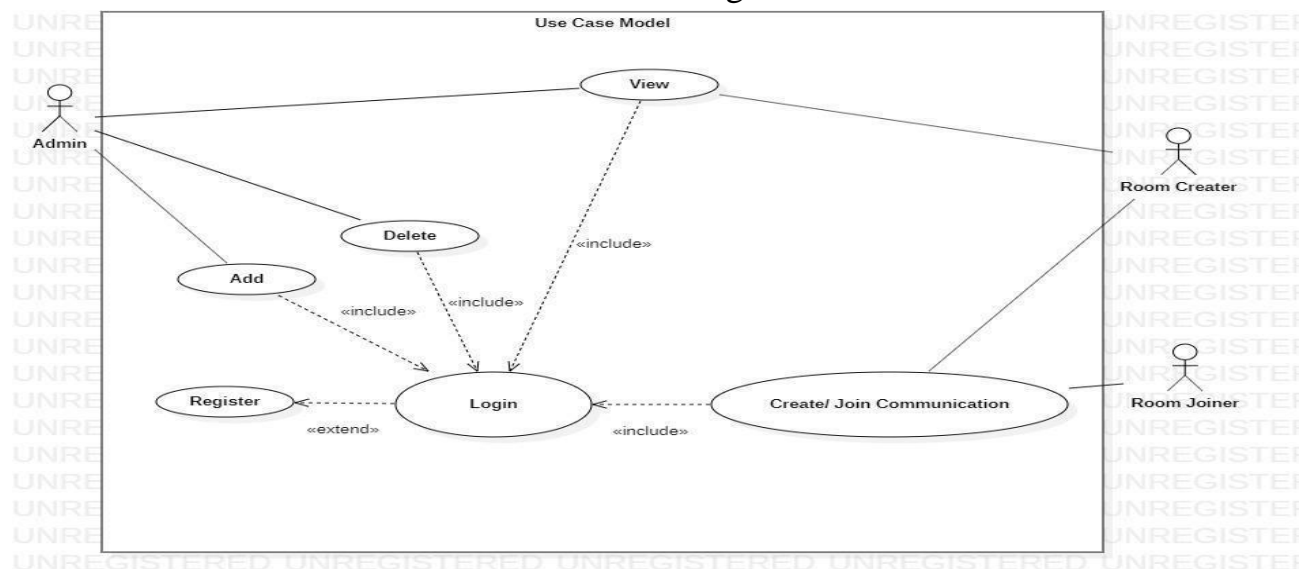 Use Case Model
View
Admin
Room Creater
Delete
«include»
Add
«include»
«include»
Register
Login
Create/ Join Communication
Room Joiner
«extend»
«include»
UNREGISTERED UNREGISTERED UNREGISTERED UNREGISTERED